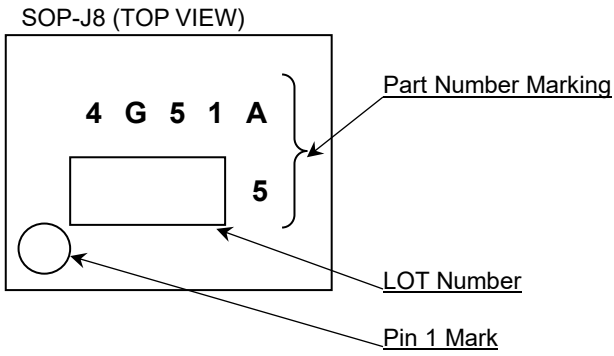 SOP-J8 (TOP VIEW)
Part Number Marking
4 G 5 1 A
5
LOT Number
Pin 1 Mark